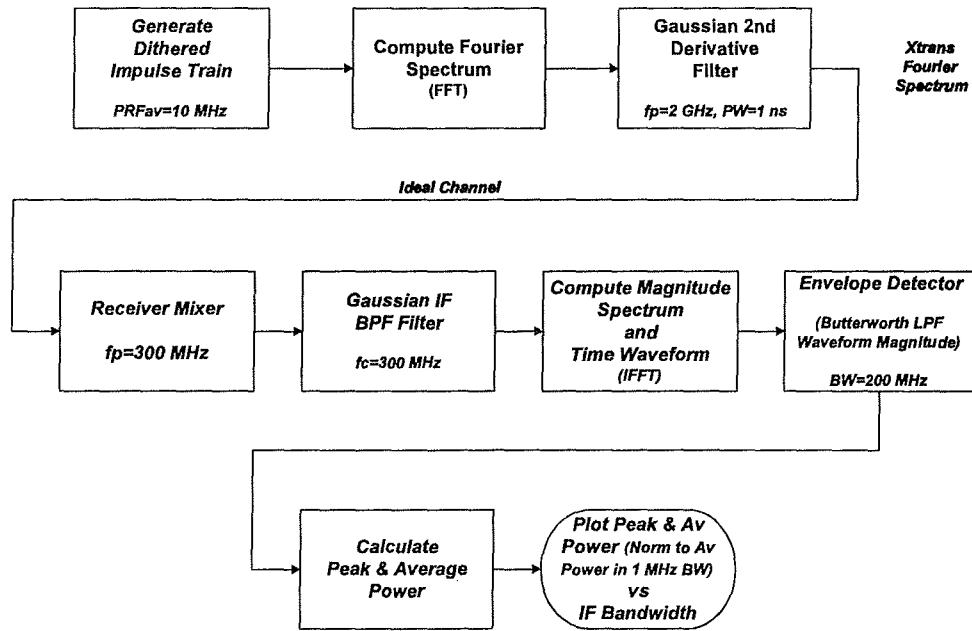 Generate
Dithered
Impulse Train
PRFav=10 MHz
Compute Fourier
Spectrum
(FFT)
Gaussian 2nd
Derivative
Filter
fp=2 GHz, PW=1 ns
Xtrans
Fourier
Spectrum
Ideal Channel
Receiver Mixer
fp=300 MHz
Gaussian IF
BPF Filter
fc=300 MHz
Compute Magnitude
Spectrum
and
Time Waveform
(IFFT)
Envelope Detector
(Butterworth LPF
Waveform Magnitude)
BW=200 MHz
Calculate
Peak & Average
Power
Plot Peak & Av
Power (Norm to Av
Power in 1 MHz BW)
vs
IF Bandwidth